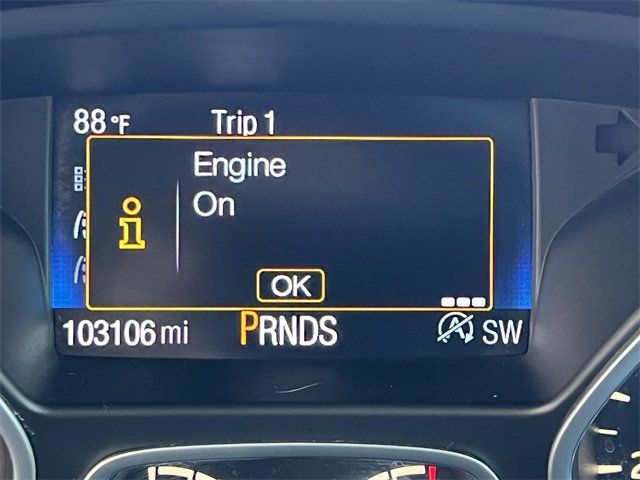 88°F Trip 1
Engine
On
OK
103106 mi PRNDS SW